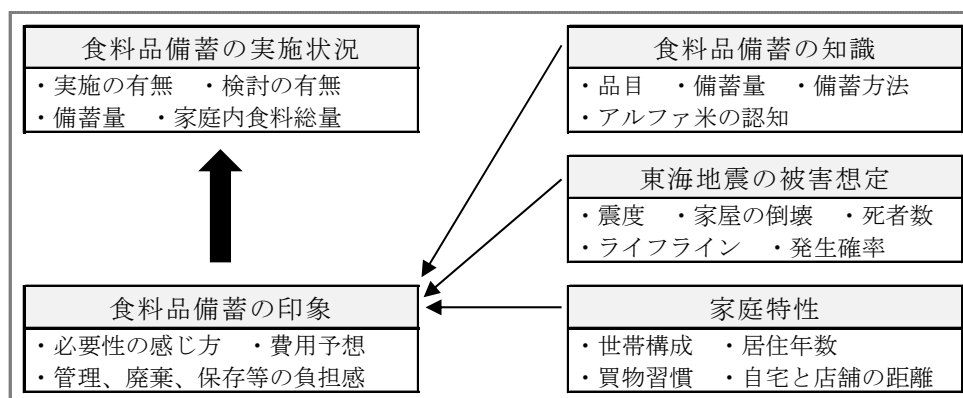 食料品備蓄の実施状況
・実施の有無　・検討の有無
・備蓄量　・家庭内食料総量
食料品備蓄の印象
・必要性の感じ方　・費用予想
・管理、廃棄、保存等の負担感
食料品備蓄の知識
・品目　・備蓄量　・備蓄方法
・アルファ米の認知
東海地震の被害想定
・震度　・家屋の倒壊　・死者数
・ライフライン　・発生確率
家庭特性
・世帯構成　・居住年数
・買物習慣　・自宅と店舗の距離